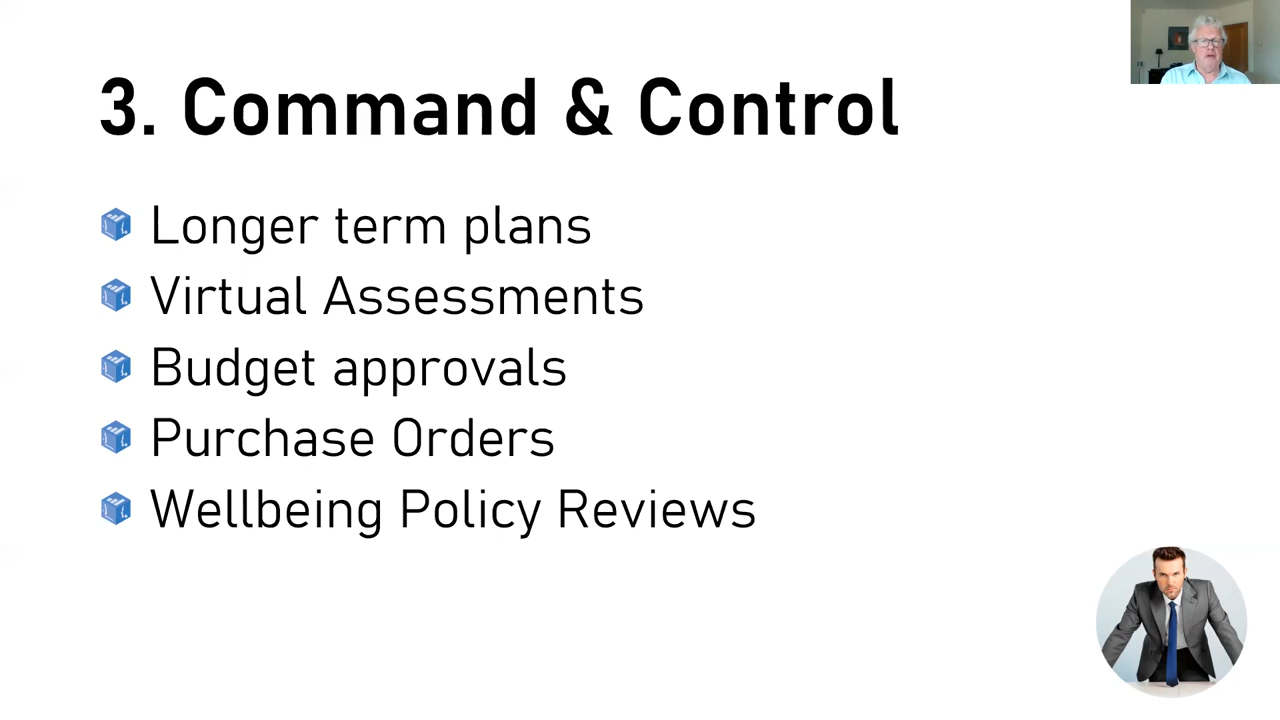 3. Command & Control
Longer term plans
Virtual Assessments
Budget approvals
Purchase Orders
Wellbeing Policy Reviews